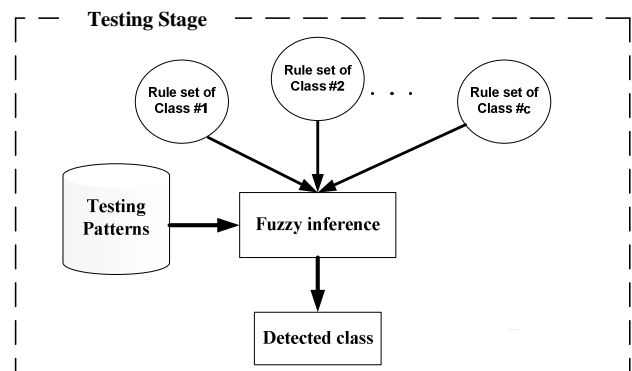 Testing Stage
Rule set of
Class #1
Rule set of
Class #2
. . .
Rule set of
Class #c
Testing
Patterns
Fuzzy inference
Detected class